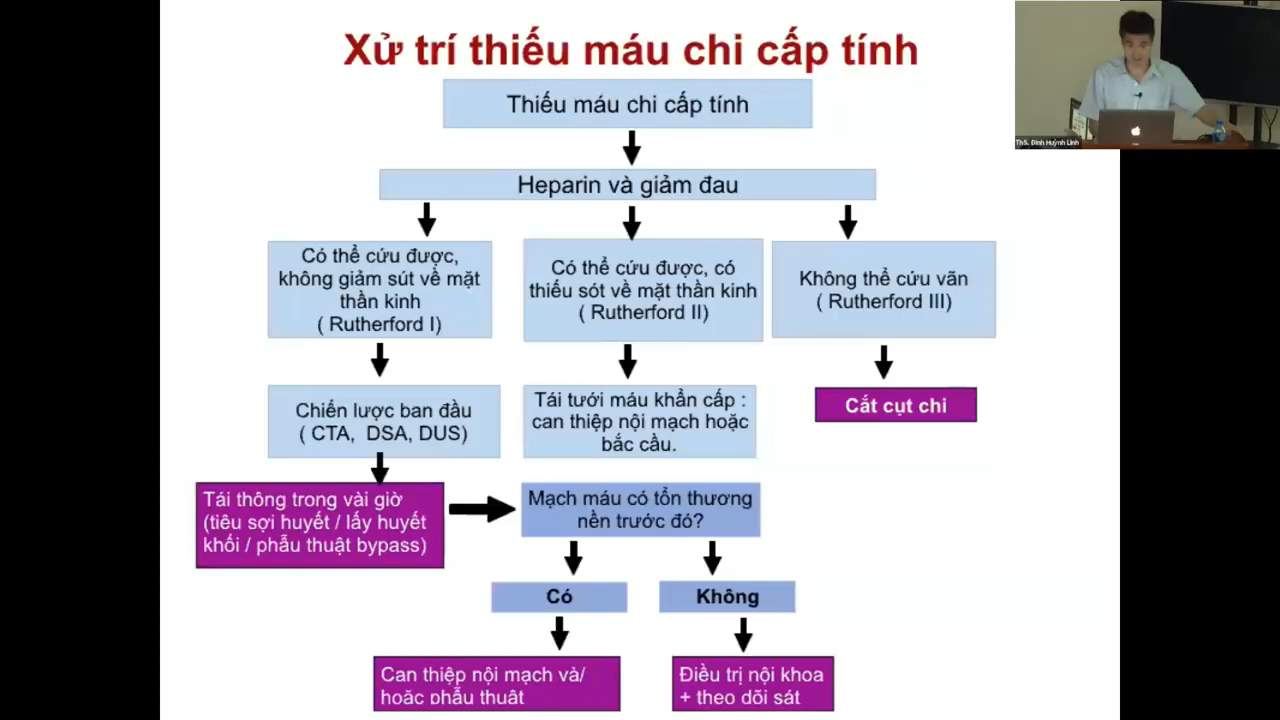 Xử trí thiếu máu chi cấp tính
ThS. Đinh Huỳnh Linh
Thiếu máu chi cấp tính
Heparin và giảm đau
Có thể cứu được,
không giảm sút về mặt
thần kinh
( Rutherford I)
Có thể cứu được, có
thiếu sót về mặt thần kinh
( Rutherford II)
Không thể cứu vãn
( Rutherford III)
Chiến lược ban đầu
( CTA, DSA, DUS)
Tái tưới máu khẩn cấp :
can thiệp nội mạch hoặc
bắc cầu.
Cắt cụt chi
Tái thông trong vài giờ
(tiêu sợi huyết / lấy huyết
khối / phẫu thuật bypass)
Mạch máu có tổn thương
nền trước đó?
Có
Không
Can thiệp nội mạch và/
hoặc phẫu thuật
Điều trị nội khoa
+ theo dõi sát